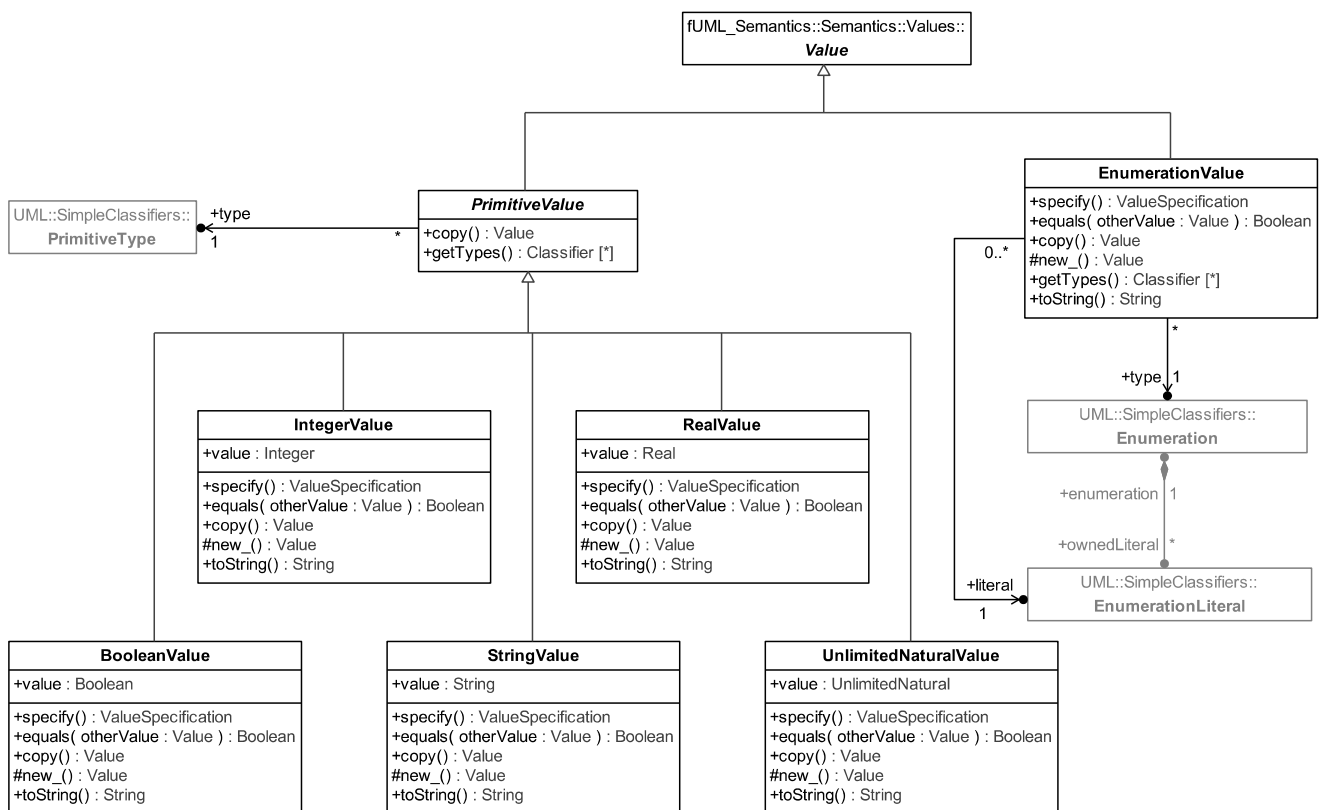 fUML_Semantics::Semantics::Values::
Value
EnumerationValue
+specify() : ValueSpecification
+equals( otherValue : Value ) : Boolean
+copy() : Value
#new_() : Value
+getTypes() : Classifier [*]
+toString() : String
PrimitiveValue
+copy() : Value
+getTypes() : Classifier [*]
UML::SimpleClassifiers::
PrimitiveType
+type
1
*
0..*
*
+type
1
UML::SimpleClassifiers::
Enumeration
+enumeration
1
+ownedLiteral
*
+literal
1
UML::SimpleClassifiers::
EnumerationLiteral
IntegerValue
+value : Integer
+specify() : ValueSpecification
+equals( otherValue : Value ) : Boolean
+copy() : Value
#new_() : Value
+toString() : String
RealValue
+value : Real
+specify() : ValueSpecification
+equals( otherValue : Value ) : Boolean
+copy() : Value
#new_() : Value
+toString() : String
BooleanValue
+value : Boolean
+specify() : ValueSpecification
+equals( otherValue : Value ) : Boolean
+copy() : Value
#new_() : Value
+toString() : String
StringValue
+value : String
+specify() : ValueSpecification
+equals( otherValue : Value ) : Boolean
+copy() : Value
#new_() : Value
+toString() : String
UnlimitedNaturalValue
+value : UnlimitedNatural
+specify() : ValueSpecification
+equals( otherValue : Value ) : Boolean
+copy() : Value
#new_() : Value
+toString() : String